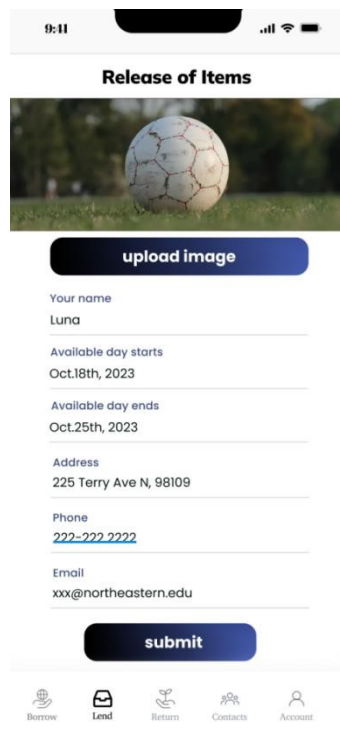 9:41
Release of Items
upload image
Your name
Luna
Available day starts
Oct.18th, 2023
Available day ends
Oct.25th, 2023
Address
225 Terry Ave N, 98109
Phone
222-222 2222
Email
xxx@northeastern.edu
submit
Borrow Lend Return Contacts Account